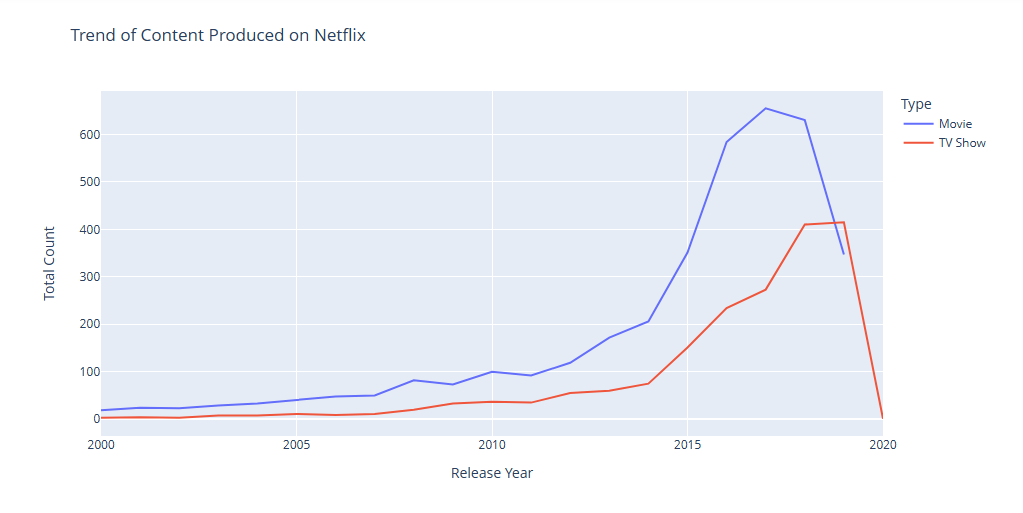 Trend of Content Produced on Netflix
Type
Movie
TV Show
Total Count
600
500
400
300
200
100
0
2000 2005 2010 2015 2020
Release Year